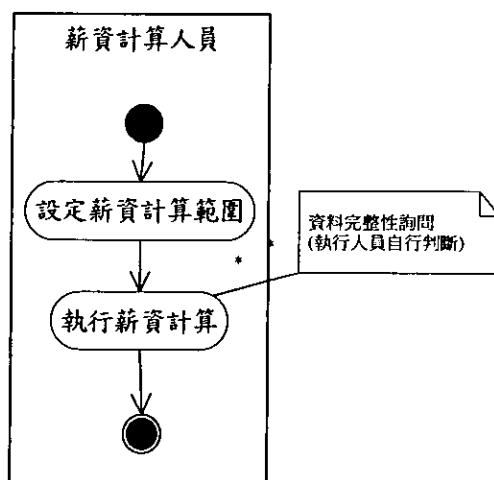 薪資計算人員
設定薪資計算範圍
資料完整性詢問
(執行人員自行判斷)
執行薪資計算